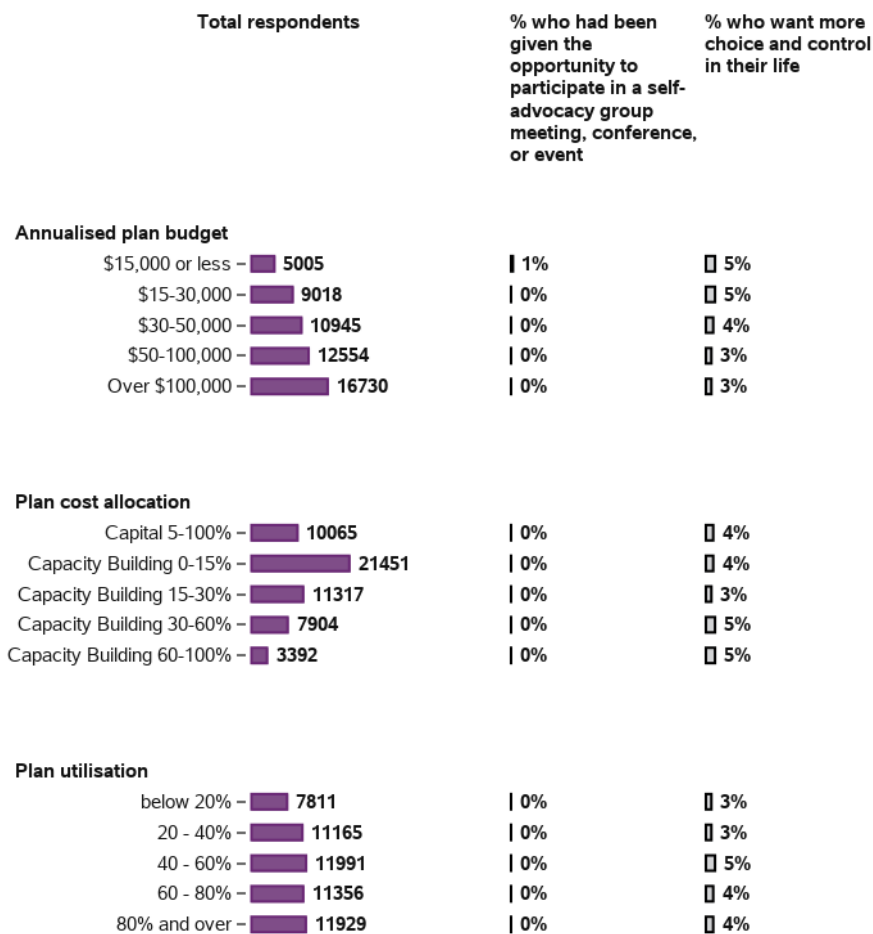 Total respondents
% who had been
given the
opportunity to
participate in a self-
advocacy group
meeting, conference,
or event
% who want more
choice and control
in their life
Annualised plan budget
$15,000 or less 5005 1% 5%
$15-30,000 9018 0% 5%
$30-50,000 10945 0% 4%
$50-100,000 12554 0% 3%
Over $100,000 16730 0% 3%
Plan cost allocation
Capital 5-100% 10065 0% 4%
Capacity Building 0-15% 21451 0% 4%
Capacity Building 15-30% 11317 0% 3%
Capacity Building 30-60% 7904 0% 5%
Capacity Building 60-100% 3392 0% 5%
Plan utilisation
below 20% 7811 0% 3%
20 - 40% 11165 0% 3%
40 - 60% 11991 0% 5%
60 - 80% 11356 0% 4%
80% and over 11929 0% 4%